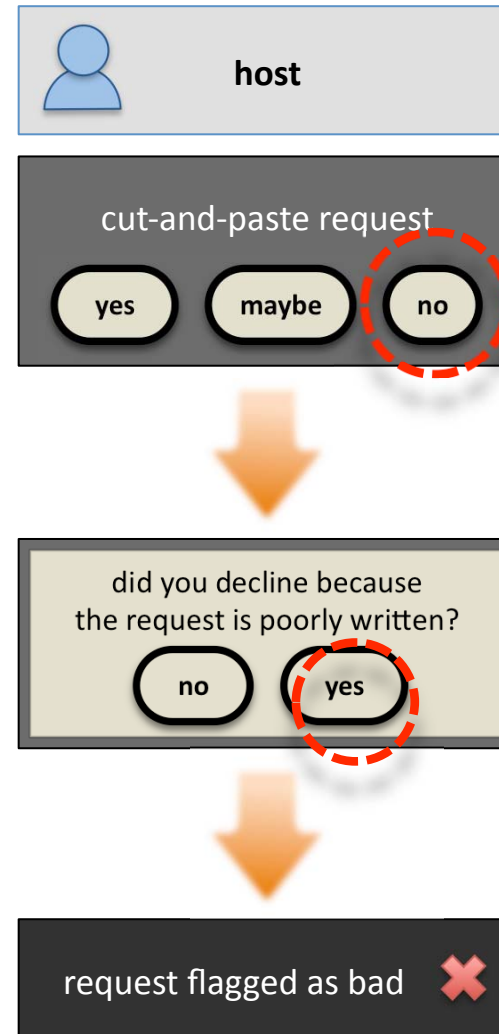 host
cut-and-paste request
yes maybe no
did you decline because
the request is poorly written?
no yes
request flagged as bad